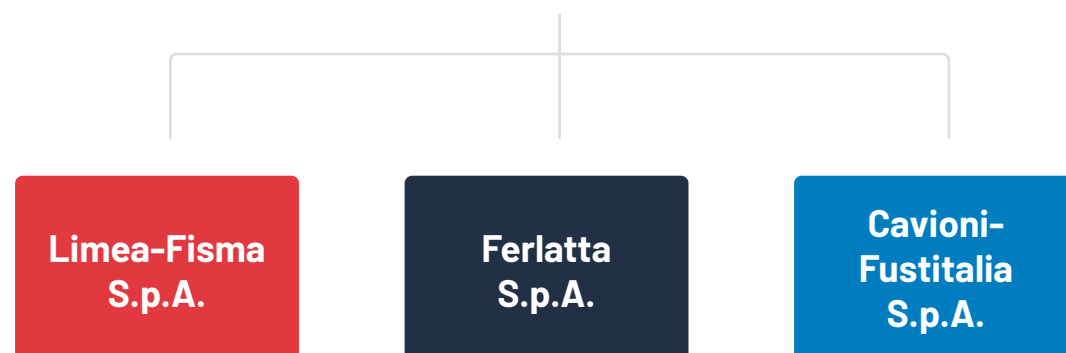 Limea-Fisma
S.p.A.
Ferlatta
S.p.A.
Cavioni-
Fustitalia
S.p.A.